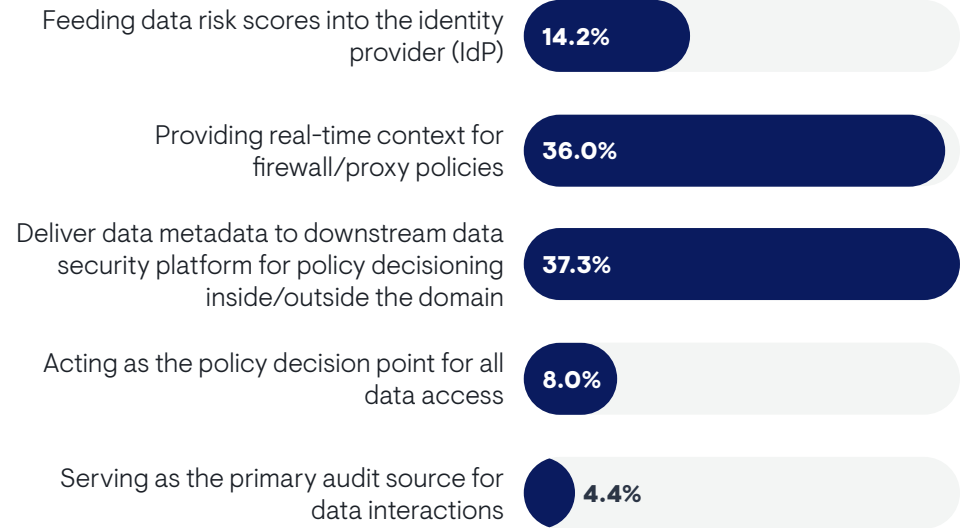 Feeding data risk scores into the identity
provider (IdP)
14.2%
Providing real-time context for
firewall/proxy policies
36.0%
Deliver data metadata to downstream data
security platform for policy decisioning
inside/outside the domain
37.3%
Acting as the policy decision point for all
data access
8.0%
Serving as the primary audit source for
data interactions
4.4%